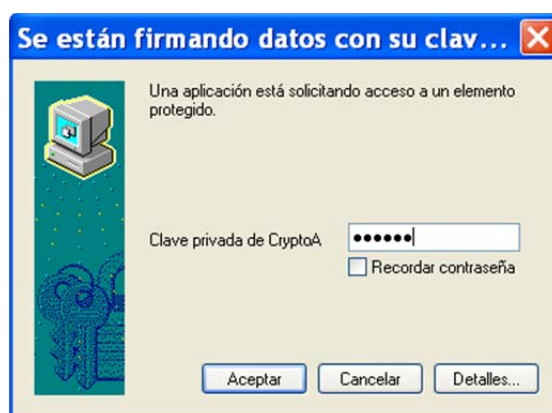 Se están firmando datos con su clav...
Una aplicación está solicitando acceso a un elemento
protegido.
Clave privada de CryptoA
••••••
Recordar contraseña
Aceptar
Cancelar
Detalles...